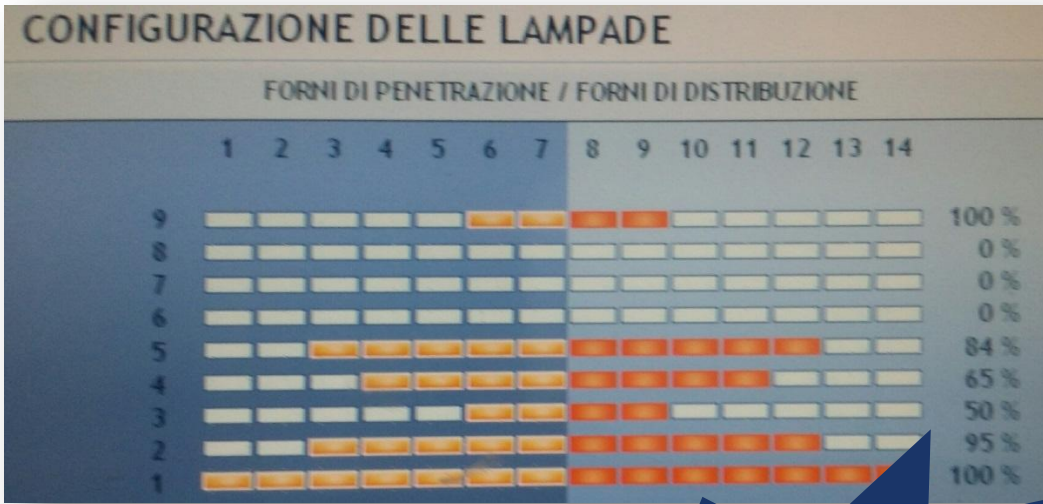 CONFIGURAZIONE DELLE LAMPADE
FORNI DI PENETRAZIONE / FORNI DI DISTRIBUZIONE
1 2 3 4 5 6 7 8 9 10 11 12 13 14
9 100 %
8 0 %
7 0 %
6 0 %
5 84 %
4 65 %
3 50 %
2 95 %
1 100 %